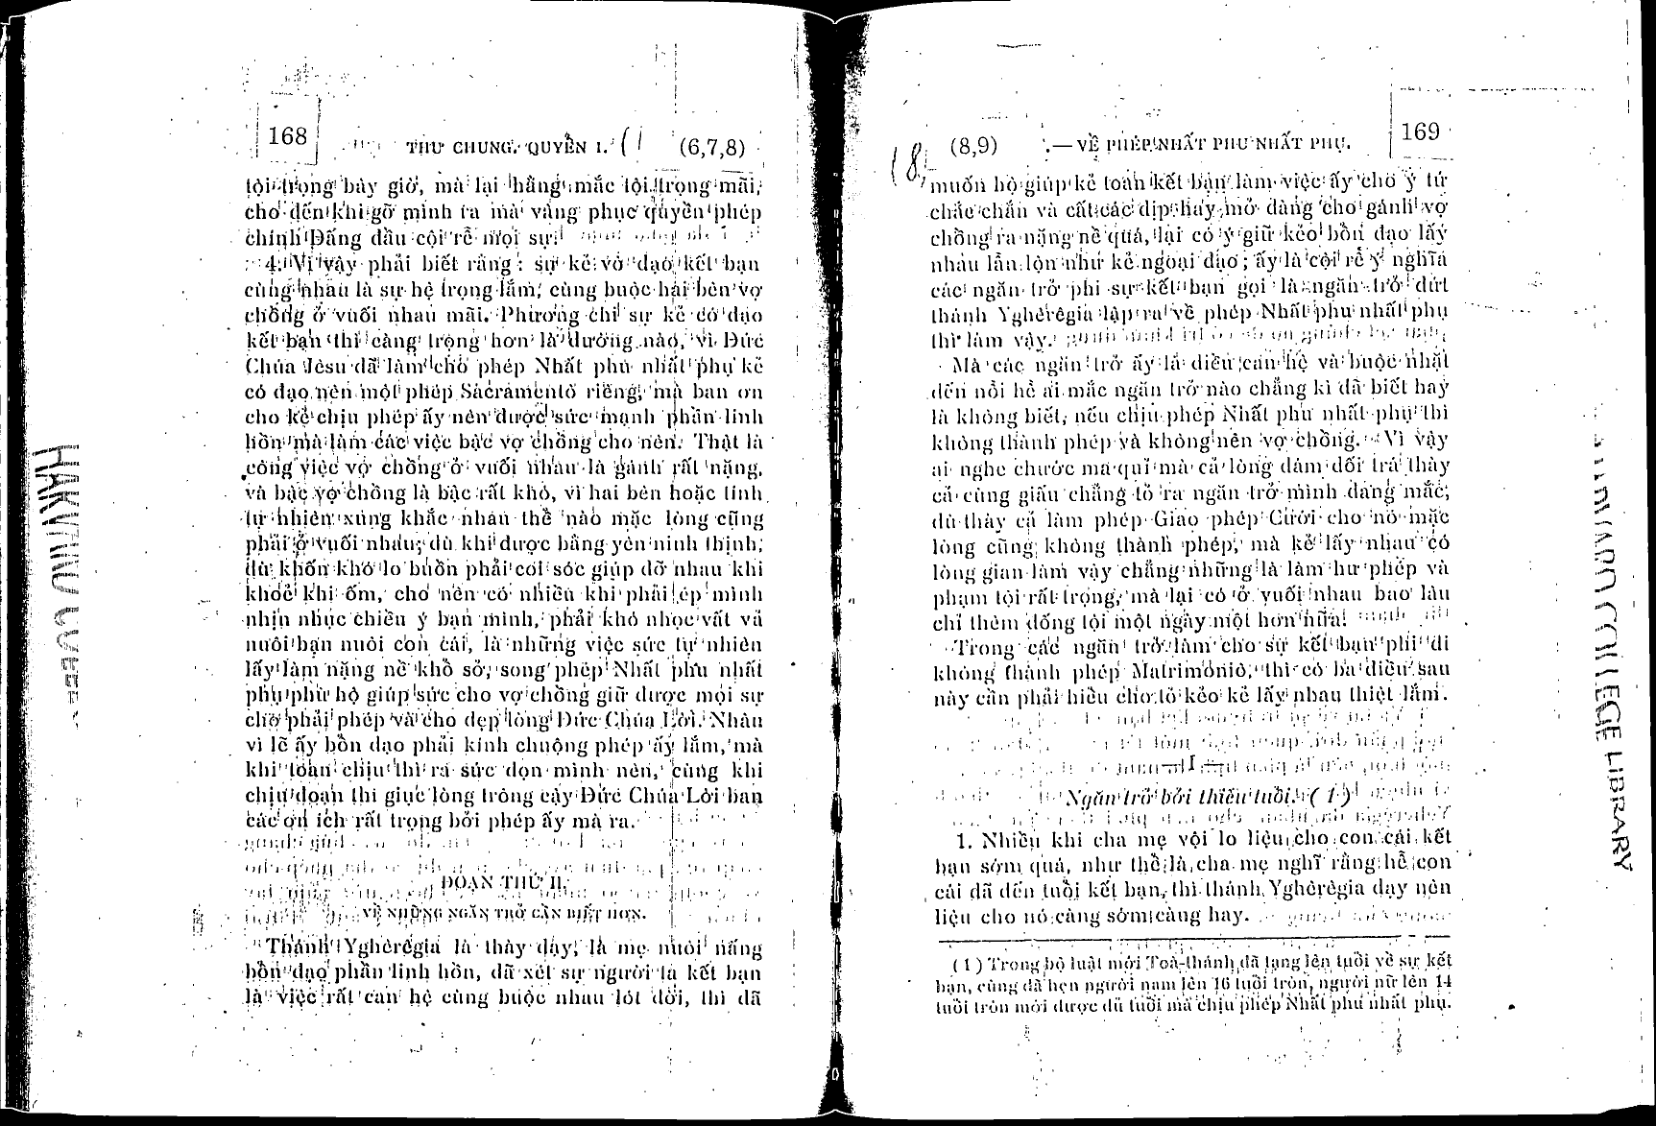 168
THƯ CHUNG. QUYỂN I.
(6,7,8)
tội trọng bây giờ, mà lại hằng mắc tội trọng mãi,
cho đến khi gỡ mình ra mà vâng phục quyền phép
chính Đấng đầu cội rễ mọi sự.
4. Vì vậy phải biết rằng : sự kẻ vô đạo kết bạn
cùng nhau là sự hệ trọng lắm, cùng buộc hai bên vợ
chồng ở vuối nhau mãi. Phương chi sự kẻ có đạo
kết bạn thì càng trọng hơn là dường nào, vì Đức
Chúa Jêsu đã làm cho phép Nhất phu nhất phụ kẻ
có đạo nên một phép Sacramentô riêng, mà ban ơn
cho kẻ chịu phép ấy nên được sức mạnh phần linh
hồn mà làm các việc bậc vợ chồng cho nên. Thật là
công việc vợ chồng ở vuối nhau là gánh rất nặng,
và bậc vợ chồng là bậc rất khó, vì hai bên hoặc tính
tự nhiên xung khắc nhau thể nào mặc lòng cũng
phải ở vuối nhau; dù khi được bằng yên ninh thịnh,
dù khốn khó lo buồn phải coi sóc giúp đỡ nhau khi
khoẻ khi ốm, cho nên có nhiều khi phải ép mình
nhịn nhục chiều ý bạn mình, phải khó nhọc vất vả
nuôi bạn nuôi con cái, là những việc sức tự nhiên
lấy làm nặng nề khổ sở; song phép Nhất phu nhất
phụ phù hộ giúp sức cho vợ chồng giữ được mọi sự
cho phải phép và cho đẹp lòng Đức Chúa Lời. Nhân
vì lẽ ấy bổn đạo phải kính chuộng phép ấy lắm, mà
khi toan chịu thì ra sức dọn mình nên, cùng khi
chịu đoạn thì giục lòng trông cậy Đức Chúa Lời ban
các ơn ích rất trọng bởi phép ấy mà ra.
ĐOẠN THỨ II.
VỀ NHỮNG NGĂN TRỞ CẦN BIẾT HƠN.
Thánh Yghêrêgia là thày dạy, là mẹ nuôi nấng
bổn đạo phần linh hồn, đã xét sự người ta kết bạn
là việc rất can hệ cùng buộc nhau lót đời, thì đã
(8,9)
.— VỀ PHÉP NHẤT PHU NHẤT PHỤ.
169
muốn hộ giúp kẻ toan kết bạn làm việc ấy cho ý tứ
chắc chắn và cất các dịp hay mở đàng cho gánh vợ
chồng ra nặng nề quá, lại có ý giữ kẻo bổn đạo lấy
nhau lẫn lộn như kẻ ngoại đạo; ấy là cội rễ ý nghĩa
các ngăn trở phi sự kết bạn gọi là ngăn trở dứt
thánh Yghêrêgia lập ra về phép Nhất phu nhất phụ
thì làm vậy.
Mà các ngăn trở ấy là điều can hệ và buộc nhặt
đến nỗi hễ ai mắc ngăn trở nào chẳng kì đã biết hay
là không biết, nếu chịu phép Nhất phu nhất phụ thì
không thành phép và không nên vợ chồng. Vì vậy
ai nghe chước ma quỉ mà cả lòng dám dối trá thày
cả cùng giấu chẳng tỏ ra ngăn trở mình đang mắc,
dù thày cả làm phép Giao phép Cưới cho nó mặc
lòng cũng không thành phép, mà kẻ lấy nhau có
lòng gian làm vậy chẳng những là làm hư phép và
phạm tội rất trọng, mà lại có ở vuối nhau bao lâu
chỉ thêm đống tội một ngày một hơn nữa!
Trong các ngăn trở làm cho sự kết bạn phi đi
không thành phép Matrimôniô, thì có ba điều sau
này cần phải hiểu cho tỏ kẻo kẻ lấy nhau thiệt lắm.
— I —
Ngăn trở bởi thiếu tuổi. ( 1 )
1. Nhiều khi cha mẹ vội lo liệu cho con cái kết
bạn sớm quá, như thể là cha mẹ nghĩ rằng hễ con
cái đã đến tuổi kết bạn, thì thánh Yghêrêgia dạy nên
liệu cho nó càng sớm càng hay.
( 1 ) Trong bộ luật mới Toà-thánh đã tăng lên tuổi về sự kết
bạn, cùng đã hẹn người nam lên 16 tuổi tròn, người nữ lên 14
tuổi tròn mới được đủ tuổi mà chịu phép Nhất phu nhất phụ.
HARVARD COLLEGE LIBRARY